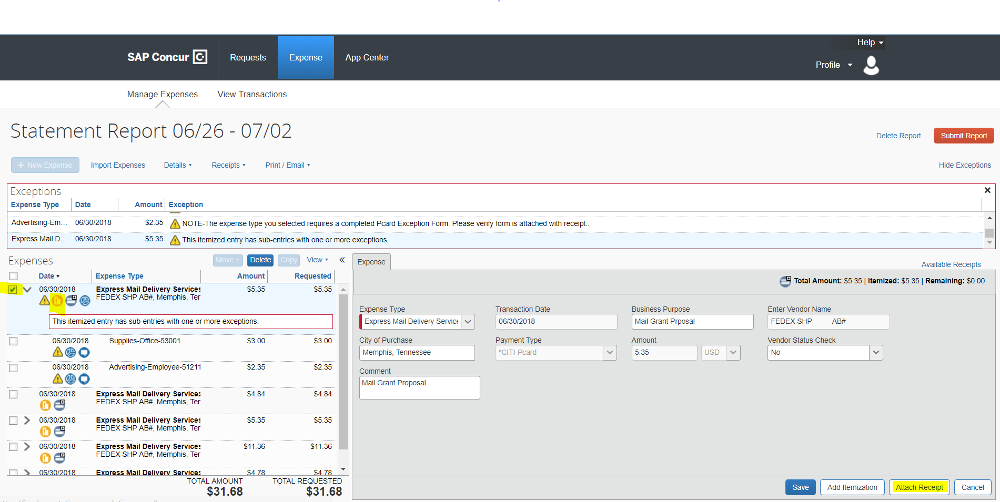 SAP Concur
Requests
Expense
App Center
Help
Profile
Manage Expenses
View Transactions
Statement Report 06/26 - 07/02
Delete Report
Submit Report
+ New Expense
Import Expenses
Details
Receipts
Print / Email
Hide Exceptions
Exceptions
Expense Type Date Amount Exception
Advertising-Em... 06/30/2018 $2.35 NOTE-The expense type you selected requires a completed Pcard Exception Form. Please verify form is attached with receipt..
Express Mail D... 06/30/2018 $5.35 This itemized entry has sub-entries with one or more exceptions.
Expenses
Move
Delete
Copy
View
Date Expense Type Amount Requested
06/30/2018 Express Mail Delivery Services $5.35 $5.35
FEDEX SHP AB#, Memphis, Ter
This itemized entry has sub-entries with one or more exceptions.
06/30/2018 Supplies-Office-53001 $3.00 $3.00
06/30/2018 Advertising-Employee-51211 $2.35 $2.35
06/30/2018 Express Mail Delivery Services $4.84 $4.84
FEDEX SHP AB#, Memphis, Ter
06/30/2018 Express Mail Delivery Services $5.35 $5.35
FEDEX SHP AB#, Memphis, Ter
06/30/2018 Express Mail Delivery Services $11.36 $11.36
FEDEX SHP AB#, Memphis, Ter
06/30/2018 Express Mail Delivery Services $4.78 $4.78
TOTAL AMOUNT TOTAL REQUESTED
$31.68 $31.68
Expense
Available Receipts
Total Amount: $5.35 | Itemized: $5.35 | Remaining: $0.00
Expense Type Transaction Date Business Purpose Enter Vendor Name
Express Mail Delivery Service 06/30/2018 Mail Grant Prposal FEDEX SHP AB#
City of Purchase Payment Type Amount Vendor Status Check
Memphis, Tennessee *CITI-Pcard 5.35 USD No
Comment
Mail Grant Proposal
Save
Add Itemization
Attach Receipt
Cancel